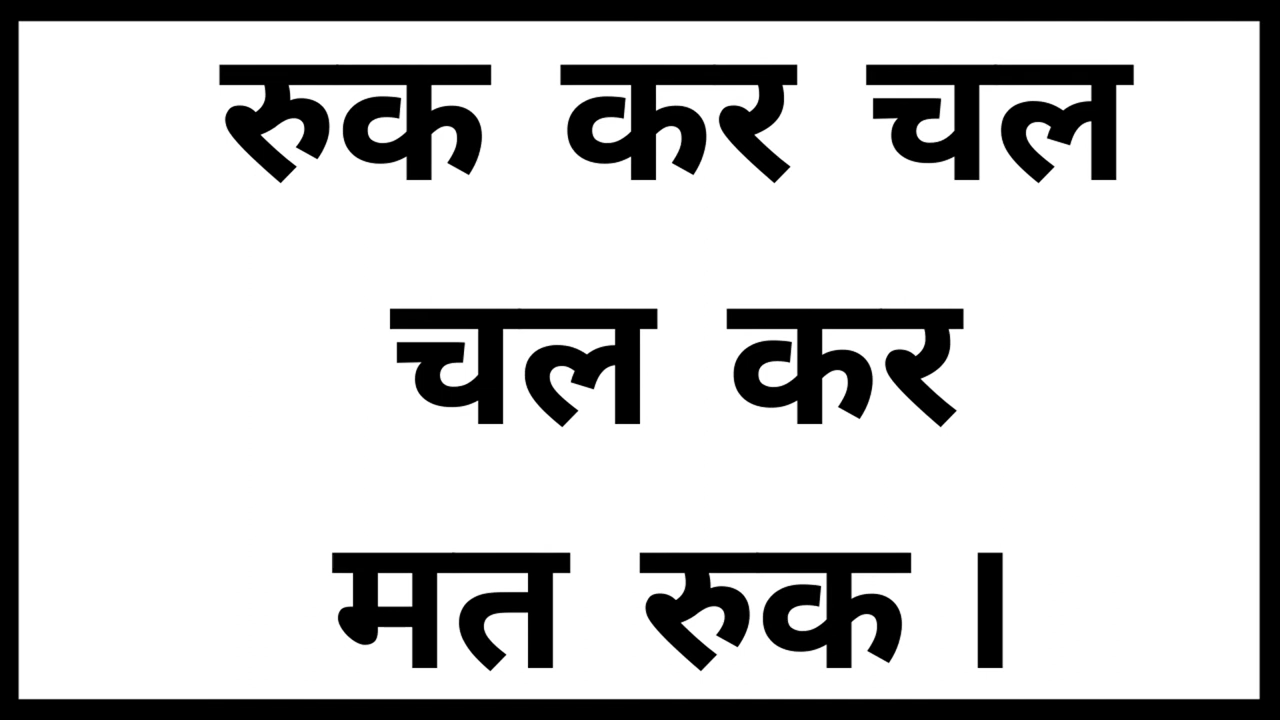 रुक कर चल
चल कर
मत रुक ।